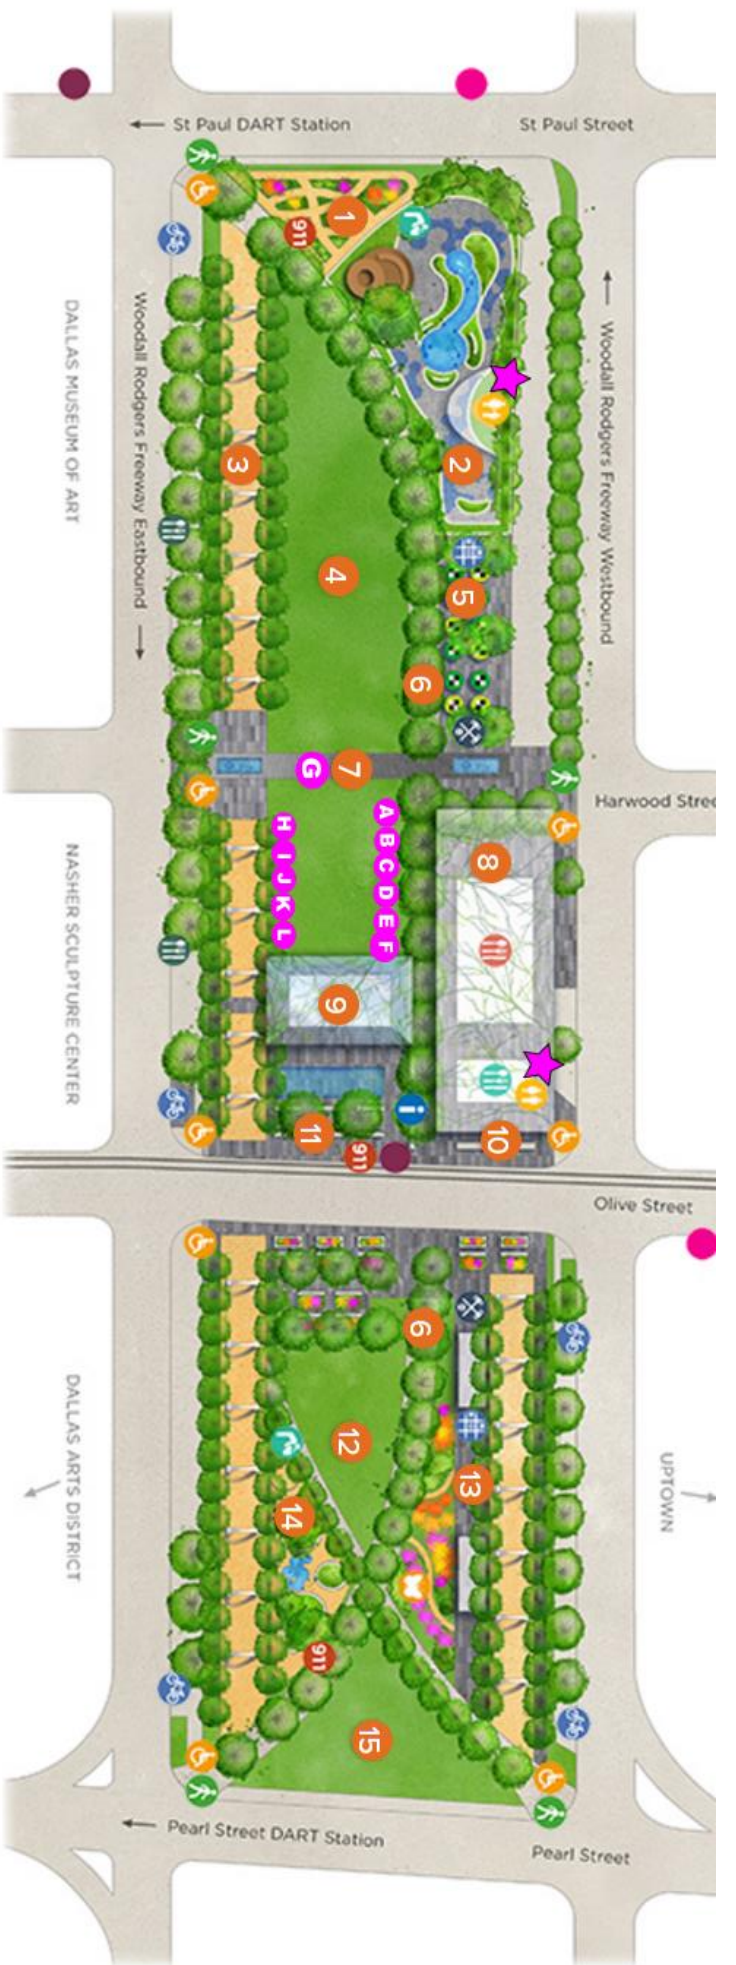 ← St Paul DART Station
St Paul Street
1
911
DALLAS MUSEUM OF ART
Woodall Rodgers Freeway Eastbound →
← Woodall Rodgers Freeway Westbound
2
3
4
5
6
G
7
Harwood Stree
A
B
C
D
E
F
H
I
J
K
L
8
NASHER SCULPTURE CENTER
9
i
10
11
911
Olive Street
6
12
13
UPTOWN
DALLAS ARTS DISTRICT
14
911
15
← Pearl Street DART Station
Pearl Street